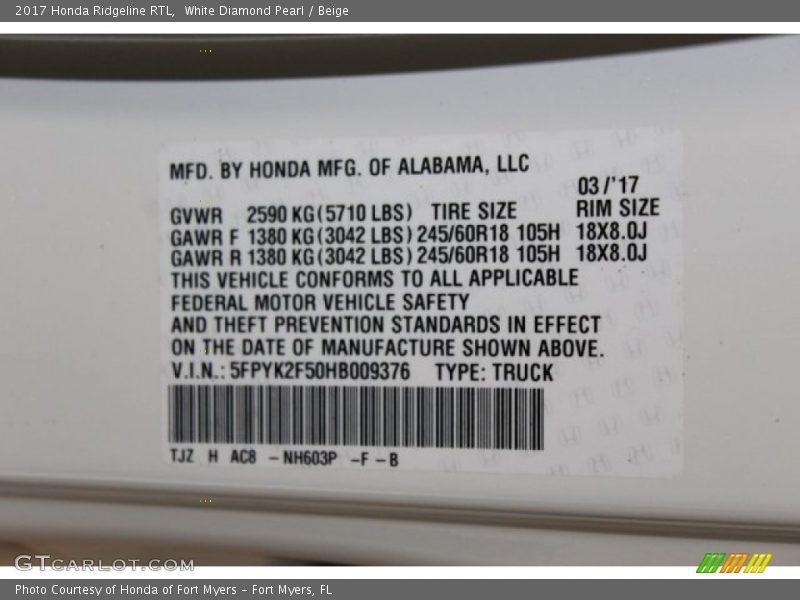 2017 Honda Ridgeline RTL,  White Diamond Pearl / Beige
MFD. BY HONDA MFG. OF ALABAMA, LLC
03/'17
GVWR 2590 KG(5710 LBS) TIRE SIZE RIM SIZE
GAWR F 1380 KG(3042 LBS) 245/60R18 105H 18X8.0J
GAWR R 1380 KG(3042 LBS) 245/60R18 105H 18X8.0J
THIS VEHICLE CONFORMS TO ALL APPLICABLE
FEDERAL MOTOR VEHICLE SAFETY
AND THEFT PREVENTION STANDARDS IN EFFECT
ON THE DATE OF MANUFACTURE SHOWN ABOVE.
V.I.N.: 5FPYK2F50HB009376 TYPE: TRUCK
TJZ H AC8 -NH603P -F-B
GTCARLOT.COM
Photo Courtesy of Honda of Fort Myers - Fort Myers, FL